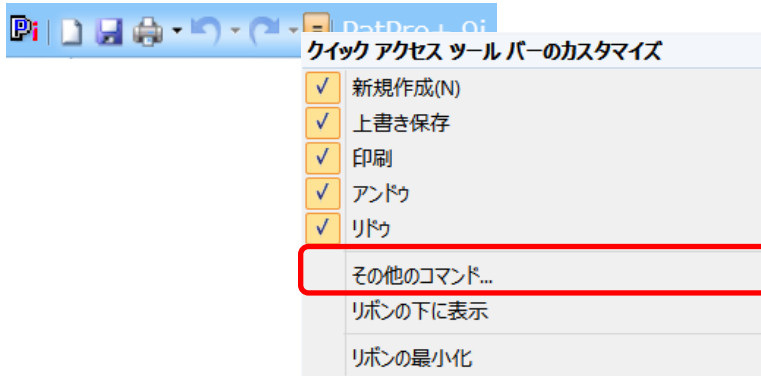 Pi
PatPro+ 9i
クイック アクセス ツール バーのカスタマイズ
新規作成(N)
上書き保存
印刷
アンドゥ
リドゥ
その他のコマンド...
リボンの下に表示
リボンの最小化